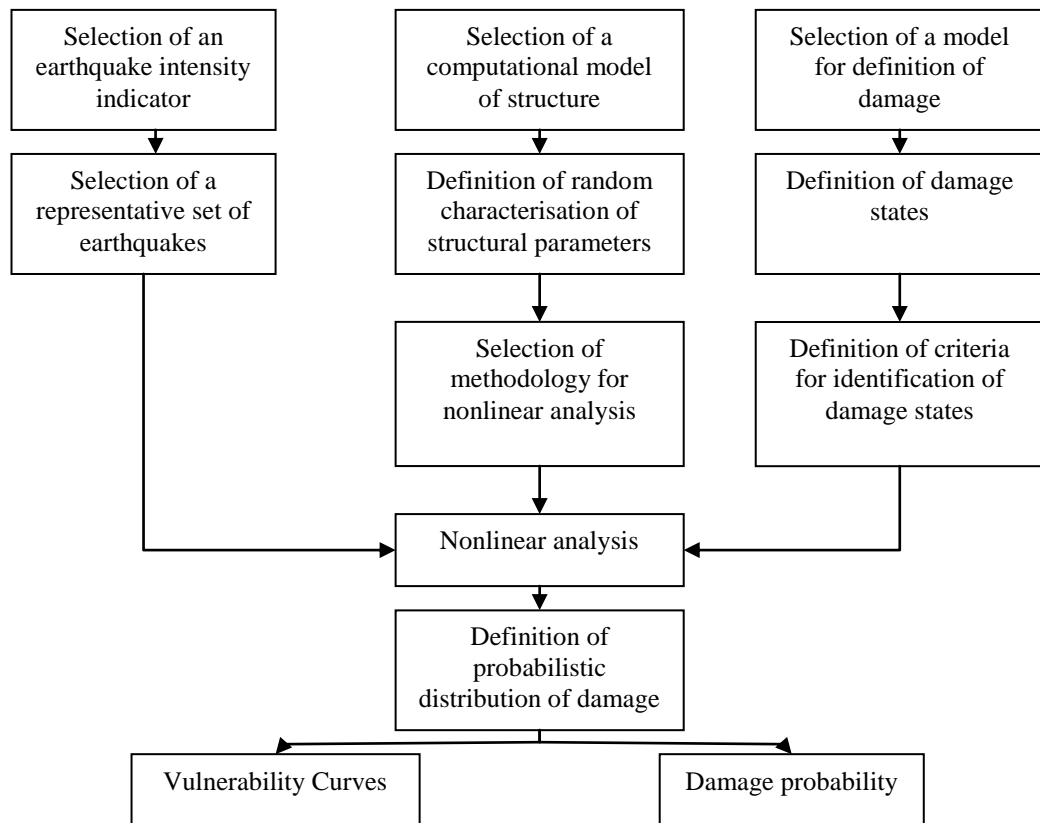 Selection of an
earthquake intensity
indicator
Selection of a
computational model
of structure
Selection of a model
for definition of
damage
Selection of a
representative set of
earthquakes
Definition of random
characterisation of
structural parameters
Definition of damage
states
Selection of
methodology for
nonlinear analysis
Definition of criteria
for identification of
damage states
Nonlinear analysis
Definition of
probabilistic
distribution of damage
Vulnerability Curves
Damage probability